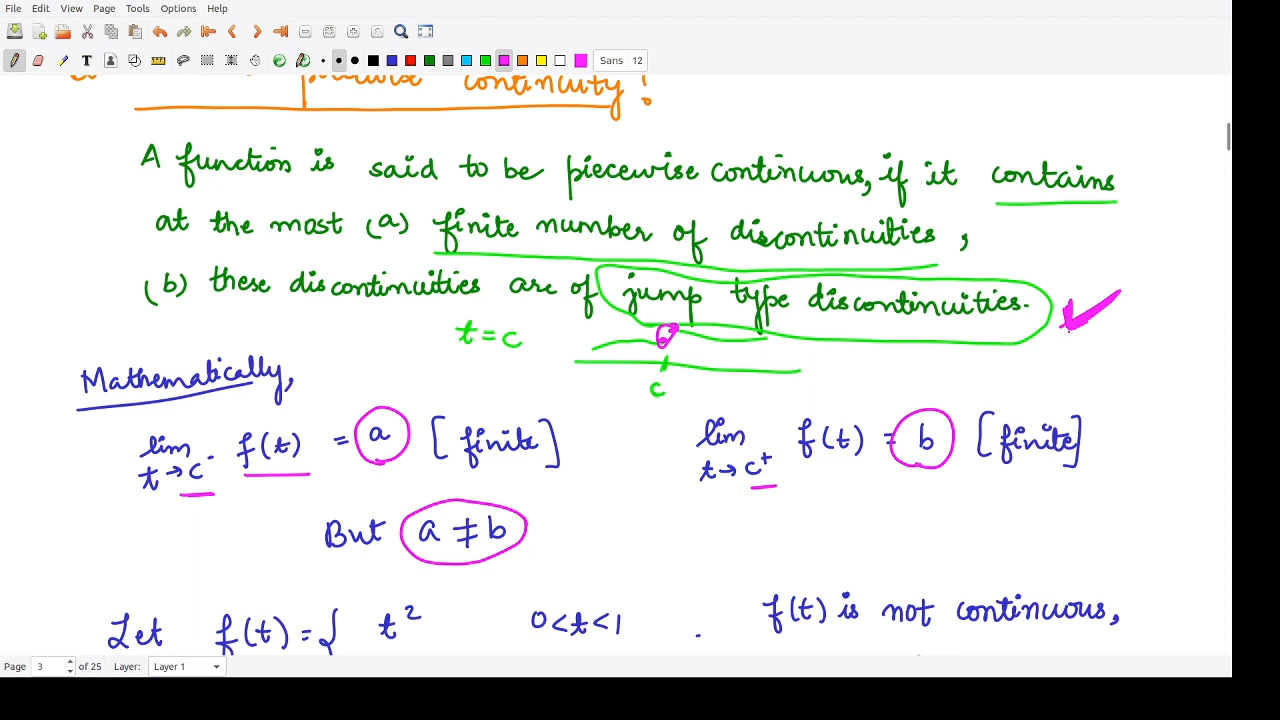 File Edit View Page Tools Options Help
Sans 12
piecewise continuity?
A function is said to be piecewise continuous, if it contains
at the most (a) finite number of discontinuities,
(b) these discontinuities are of jump type discontinuities.
t = c
c
Mathematically,
lim t→c⁻ f(t) = a [finite] lim t→c⁺ f(t) = b [finite]
But a ≠ b
Let f(t) = { t² 0<t<1 f(t) is not continuous,
Page 3 of 25 Layer: Layer 1